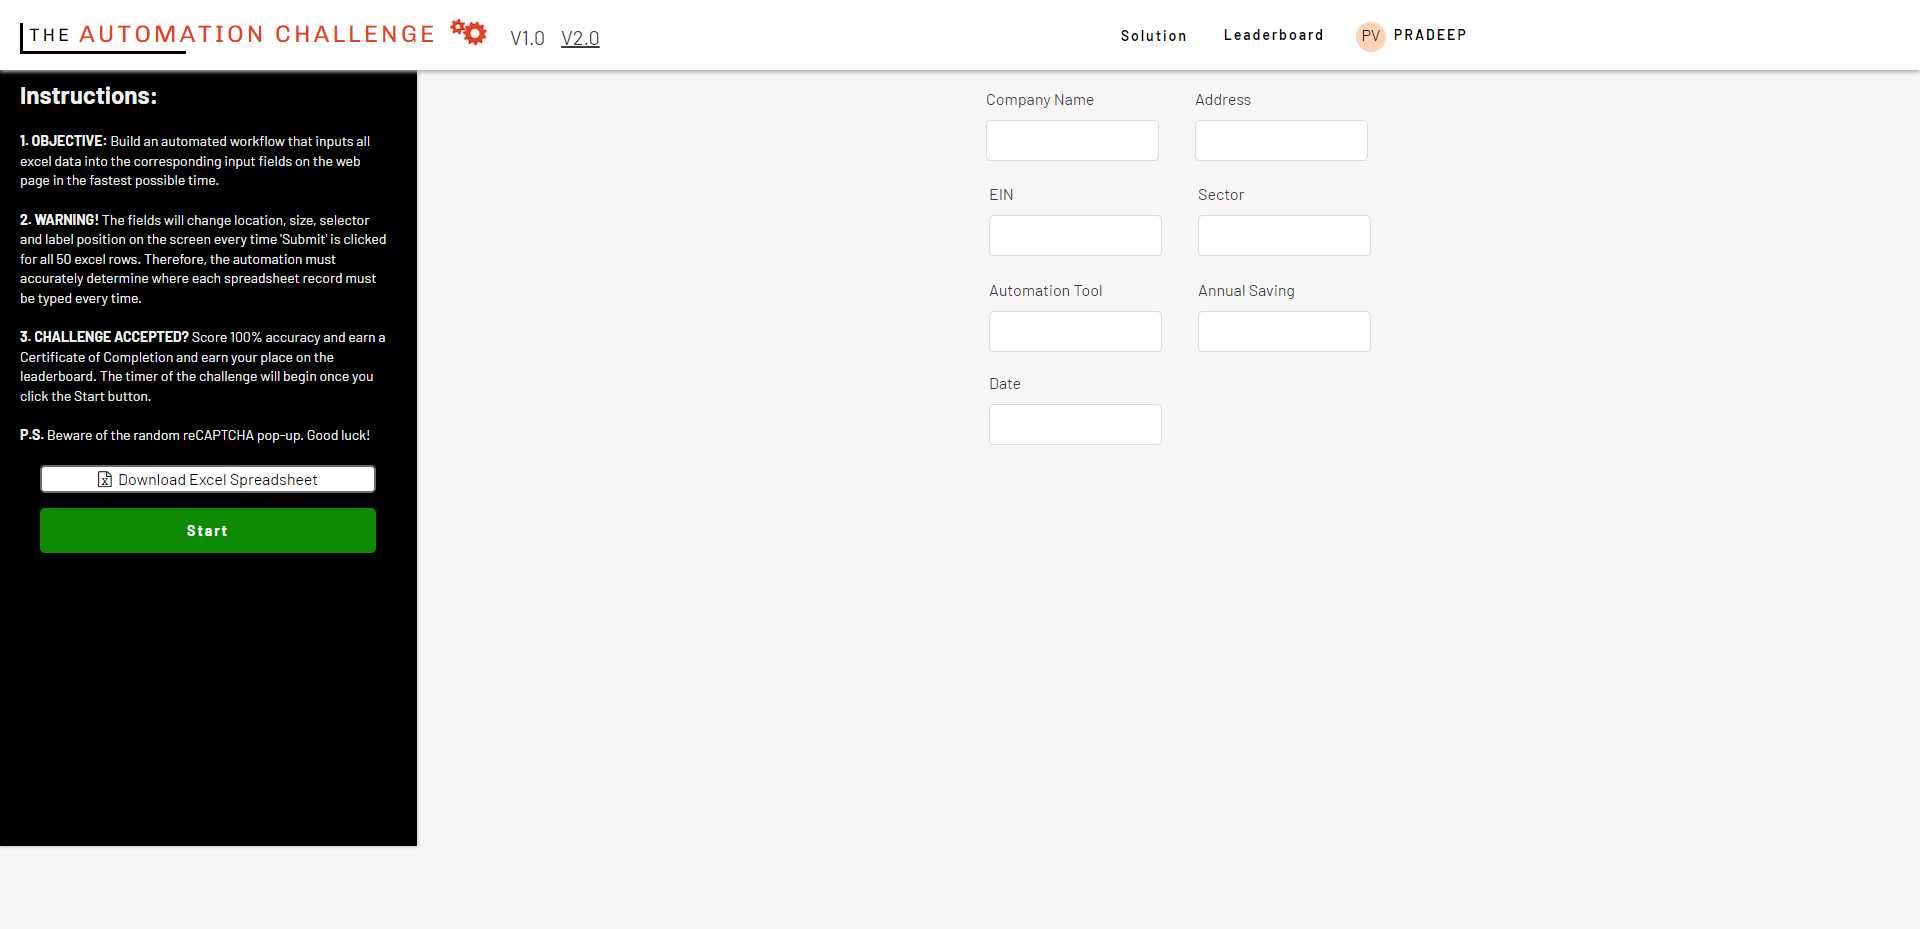 THE AUTOMATION CHALLENGE V1.0 V2.0 Solution Leaderboard PV PRADEEP
Instructions:
1. OBJECTIVE: Build an automated workflow that inputs all
excel data into the corresponding input fields on the web
page in the fastest possible time.
2. WARNING! The fields will change location, size, selector
and label position on the screen every time 'Submit' is clicked
for all 50 excel rows. Therefore, the automation must
accurately determine where each spreadsheet record must
be typed every time.
3. CHALLENGE ACCEPTED? Score 100% accuracy and earn a
Certificate of Completion and earn your place on the
leaderboard. The timer of the challenge will begin once you
click the Start button.
P.S. Beware of the random reCAPTCHA pop-up. Good luck!
Download Excel Spreadsheet
Start
Company Name Address
EIN Sector
Automation Tool Annual Saving
Date